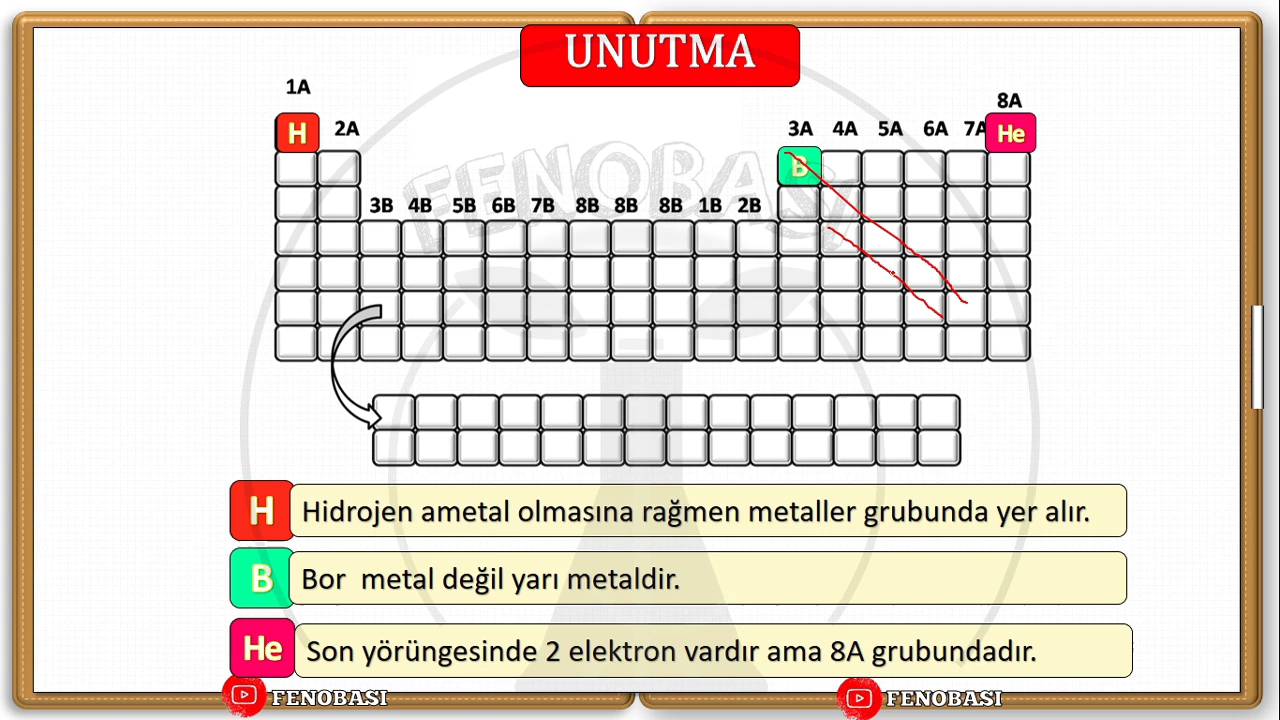 UNUTMA
1A
8A
H
2A
3A 4A 5A 6A 7A
He
B
FENOBASI
3B 4B 5B 6B 7B 8B 8B 8B 1B 2B
H Hidrojen ametal olmasına rağmen metaller grubunda yer alır.
B Bor metal değil yarı metaldir.
He Son yörüngesinde 2 elektron vardır ama 8A grubundadır.
FENOBASI FENOBASI